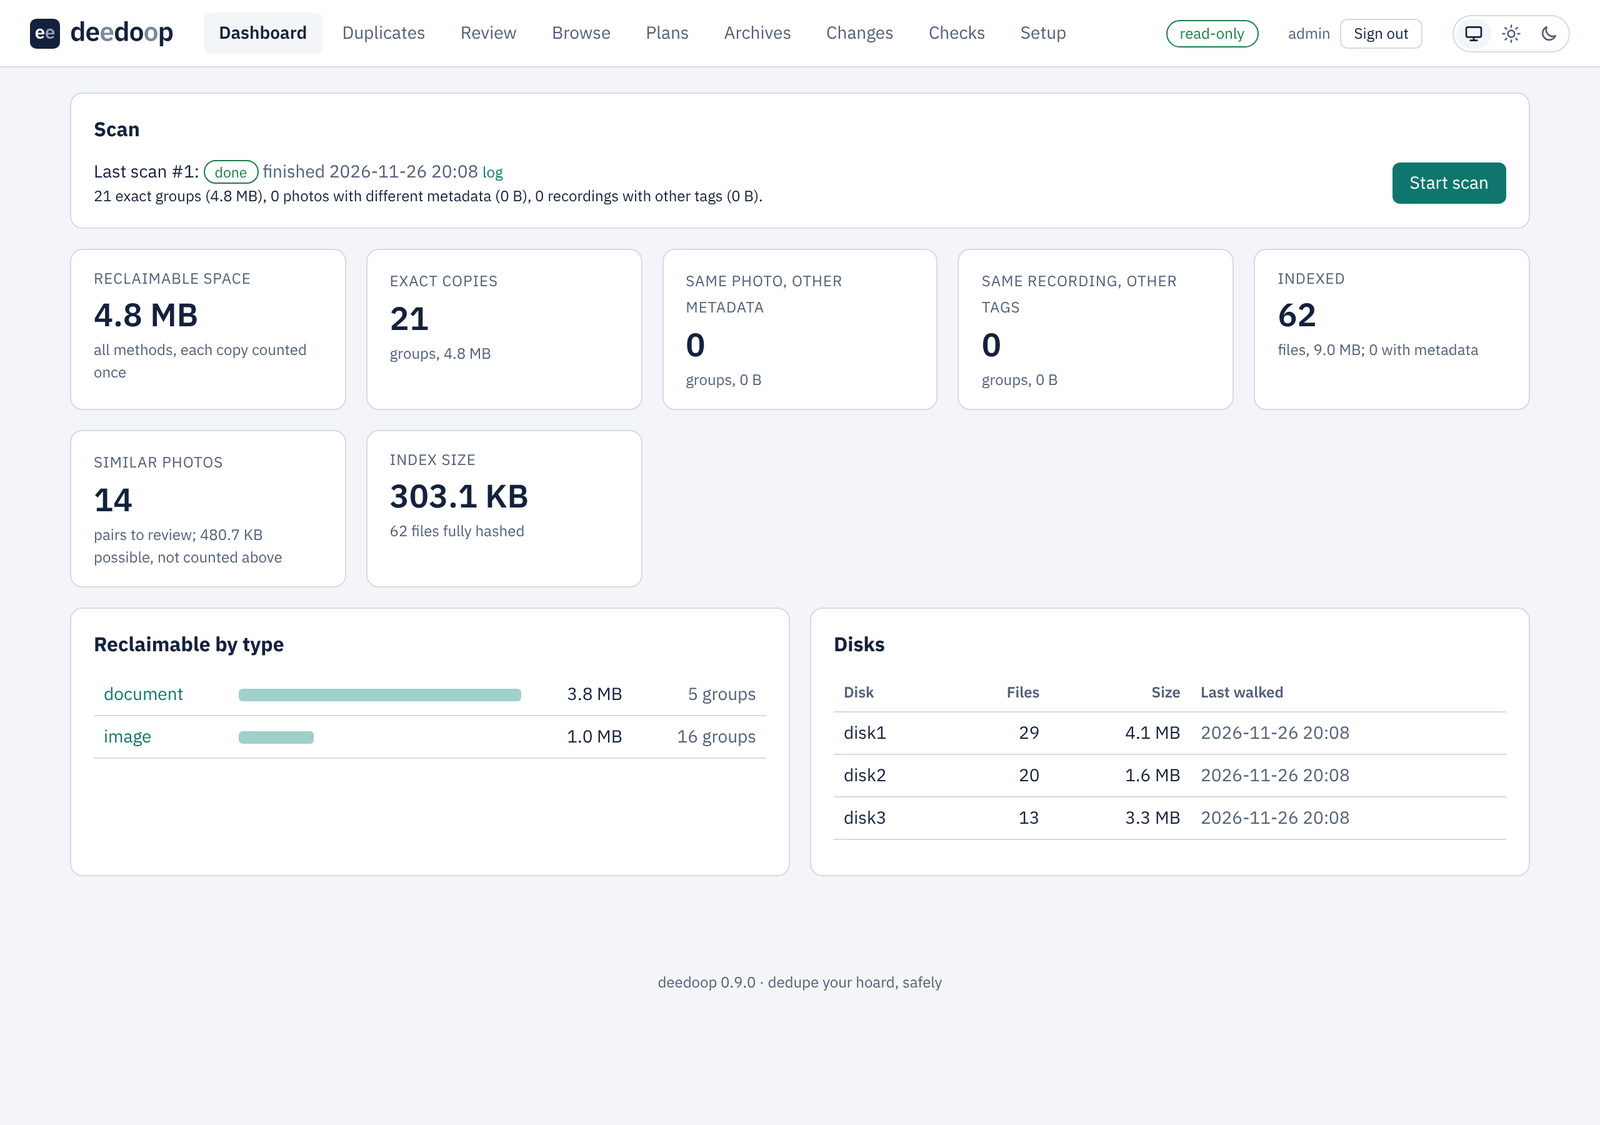 ee deedoop
Dashboard Duplicates Review Browse Plans Archives Changes Checks Setup
read-only admin Sign out
Scan
Last scan #1: done finished 2026-11-26 20:08 log
21 exact groups (4.8 MB), 0 photos with different metadata (0 B), 0 recordings with other tags (0 B).
Start scan
RECLAIMABLE SPACE
4.8 MB
all methods, each copy counted
once
EXACT COPIES
21
groups, 4.8 MB
SAME PHOTO, OTHER
METADATA
0
groups, 0 B
SAME RECORDING, OTHER
TAGS
0
groups, 0 B
INDEXED
62
files, 9.0 MB; 0 with metadata
SIMILAR PHOTOS
14
pairs to review; 480.7 KB
possible, not counted above
INDEX SIZE
303.1 KB
62 files fully hashed
Reclaimable by type
document 3.8 MB 5 groups
image 1.0 MB 16 groups
Disks
Disk Files Size Last walked
disk1 29 4.1 MB 2026-11-26 20:08
disk2 20 1.6 MB 2026-11-26 20:08
disk3 13 3.3 MB 2026-11-26 20:08
deedoop 0.9.0 · dedupe your hoard, safely